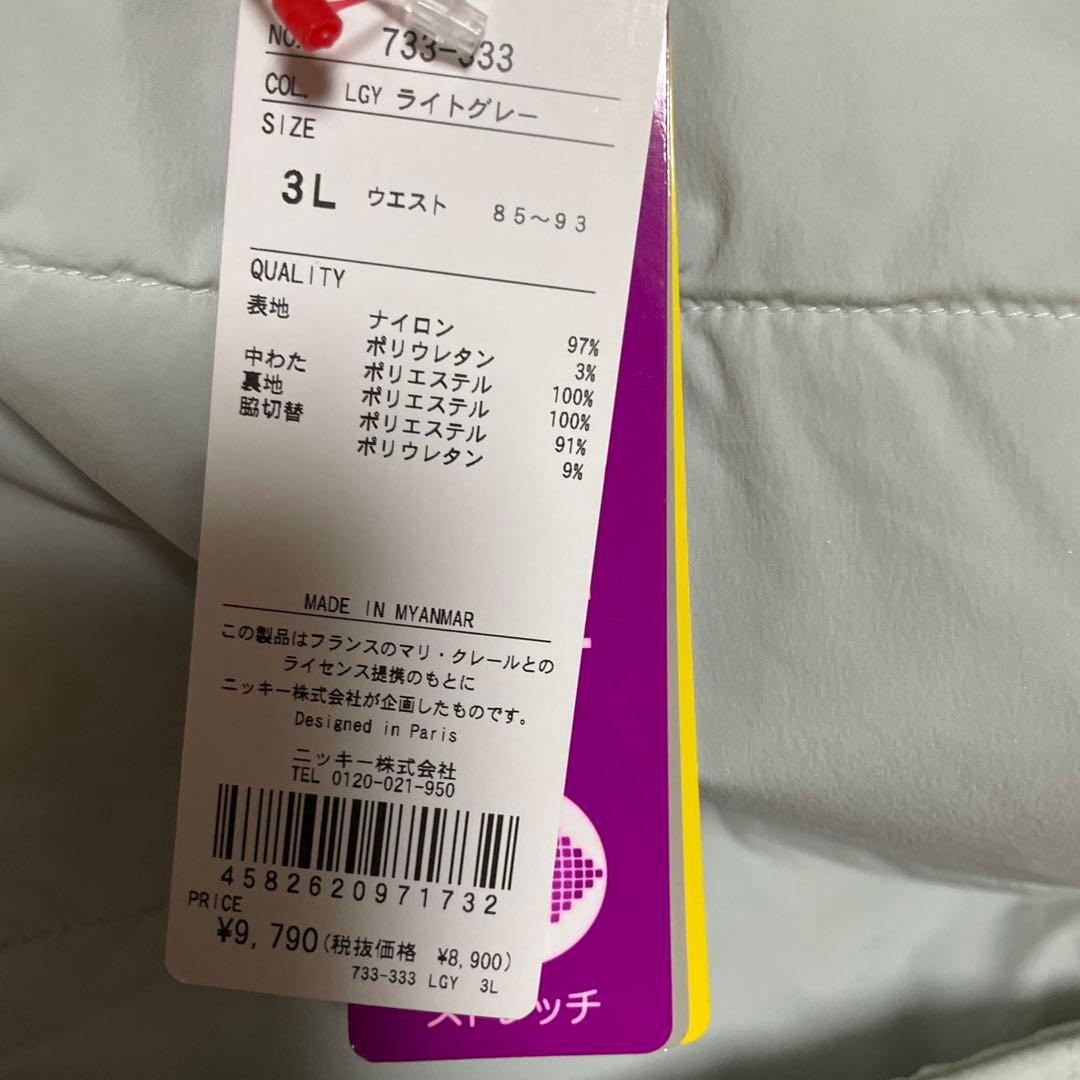 NO. 733-333
COL. LGY ライトグレー
SIZE
3L ウエスト 85〜93
QUALITY
表地 ナイロン 97%
ポリウレタン 3%
中わた ポリエステル 100%
裏地 ポリエステル 100%
脇切替 ポリエステル 91%
ポリウレタン 9%
MADE IN MYANMAR
この製品はフランスのマリ・クレールとの
ライセンス提携のもとに
ニッキー株式会社が企画したものです。
Designed in Paris
ニッキー株式会社
TEL 0120-021-950
4582620971732
PRICE
¥9,790(税抜価格 ¥8,900)
733-333 LGY 3L
ストレッチ